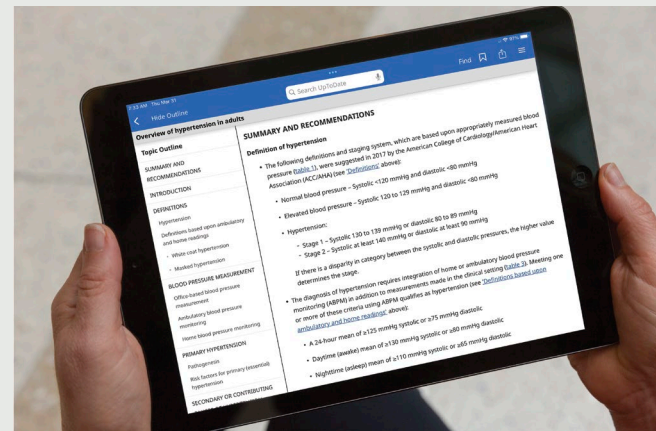 7:35 AM Thu Mar 31
97%
Hide Outline
Search UpToDate
Find
Overview of hypertension in adults
Topic Outline
SUMMARY AND
RECOMMENDATIONS
INTRODUCTION
DEFINITIONS
Hypertension
Definitions based upon ambulatory
and home readings
• White coat hypertension
• Masked hypertension
BLOOD PRESSURE MEASUREMENT
Office-based blood pressure
measurement
Ambulatory blood pressure
monitoring
Home blood pressure monitoring
PRIMARY HYPERTENSION
Pathogenesis
Risk factors for primary (essential)
hypertension
SECONDARY OR CONTRIBUTING
SUMMARY AND RECOMMENDATIONS
Definition of hypertension
• The following definitions and staging system, which are based upon appropriately measured blood
pressure (table 1), were suggested in 2017 by the American College of Cardiology/American Heart
Association (ACC/AHA) (see 'Definitions' above):
• Normal blood pressure – Systolic <120 mmHg and diastolic <80 mmHg
• Elevated blood pressure – Systolic 120 to 129 mmHg and diastolic <80 mmHg
• Hypertension:
- Stage 1 – Systolic 130 to 139 mmHg or diastolic 80 to 89 mmHg
- Stage 2 – Systolic at least 140 mmHg or diastolic at least 90 mmHg
If there is a disparity in category between the systolic and diastolic pressures, the higher value
determines the stage.
• The diagnosis of hypertension requires integration of home or ambulatory blood pressure
monitoring (ABPM) in addition to measurements made in the clinical setting (table 3). Meeting one
or more of these criteria using ABPM qualifies as hypertension (see 'Definitions based upon
ambulatory and home readings' above):
• A 24-hour mean of ≥125 mmHg systolic or ≥75 mmHg diastolic
• Daytime (awake) mean of ≥130 mmHg systolic or ≥80 mmHg diastolic
• Nighttime (asleep) mean of ≥110 mmHg systolic or ≥65 mmHg diastolic